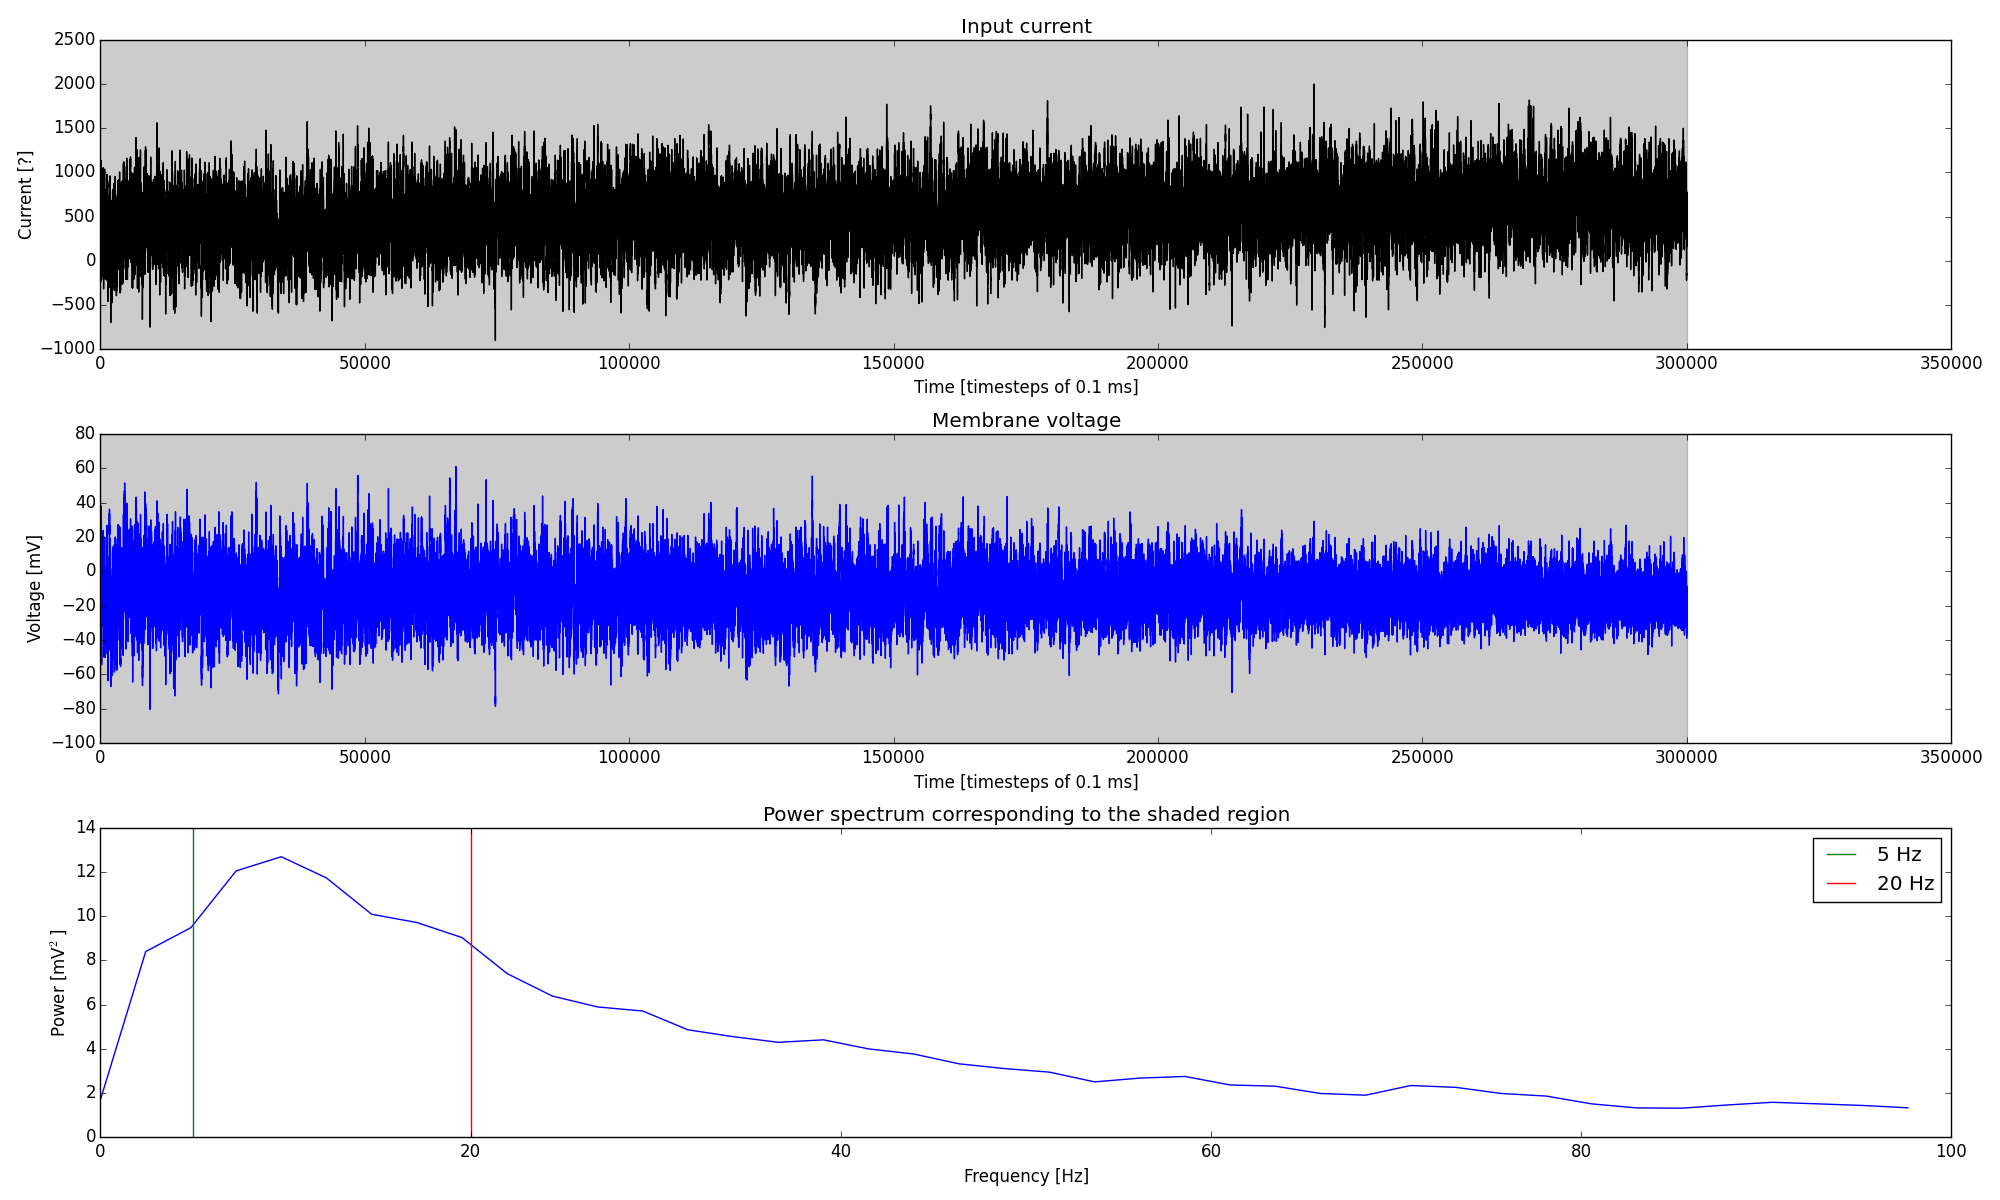 Input current
2500
2000
1500
1000
500
0
−500
−1000
Current [?]
0 50000 100000 150000 200000 250000 300000 350000
Time [timesteps of 0.1 ms]
Membrane voltage
80
60
40
20
0
−20
−40
−60
−80
−100
Voltage [mV]
0 50000 100000 150000 200000 250000 300000 350000
Time [timesteps of 0.1 ms]
Power spectrum corresponding to the shaded region
14
12
10
8
6
4
2
0
Power [mV²]
5 Hz
20 Hz
0 20 40 60 80 100
Frequency [Hz]